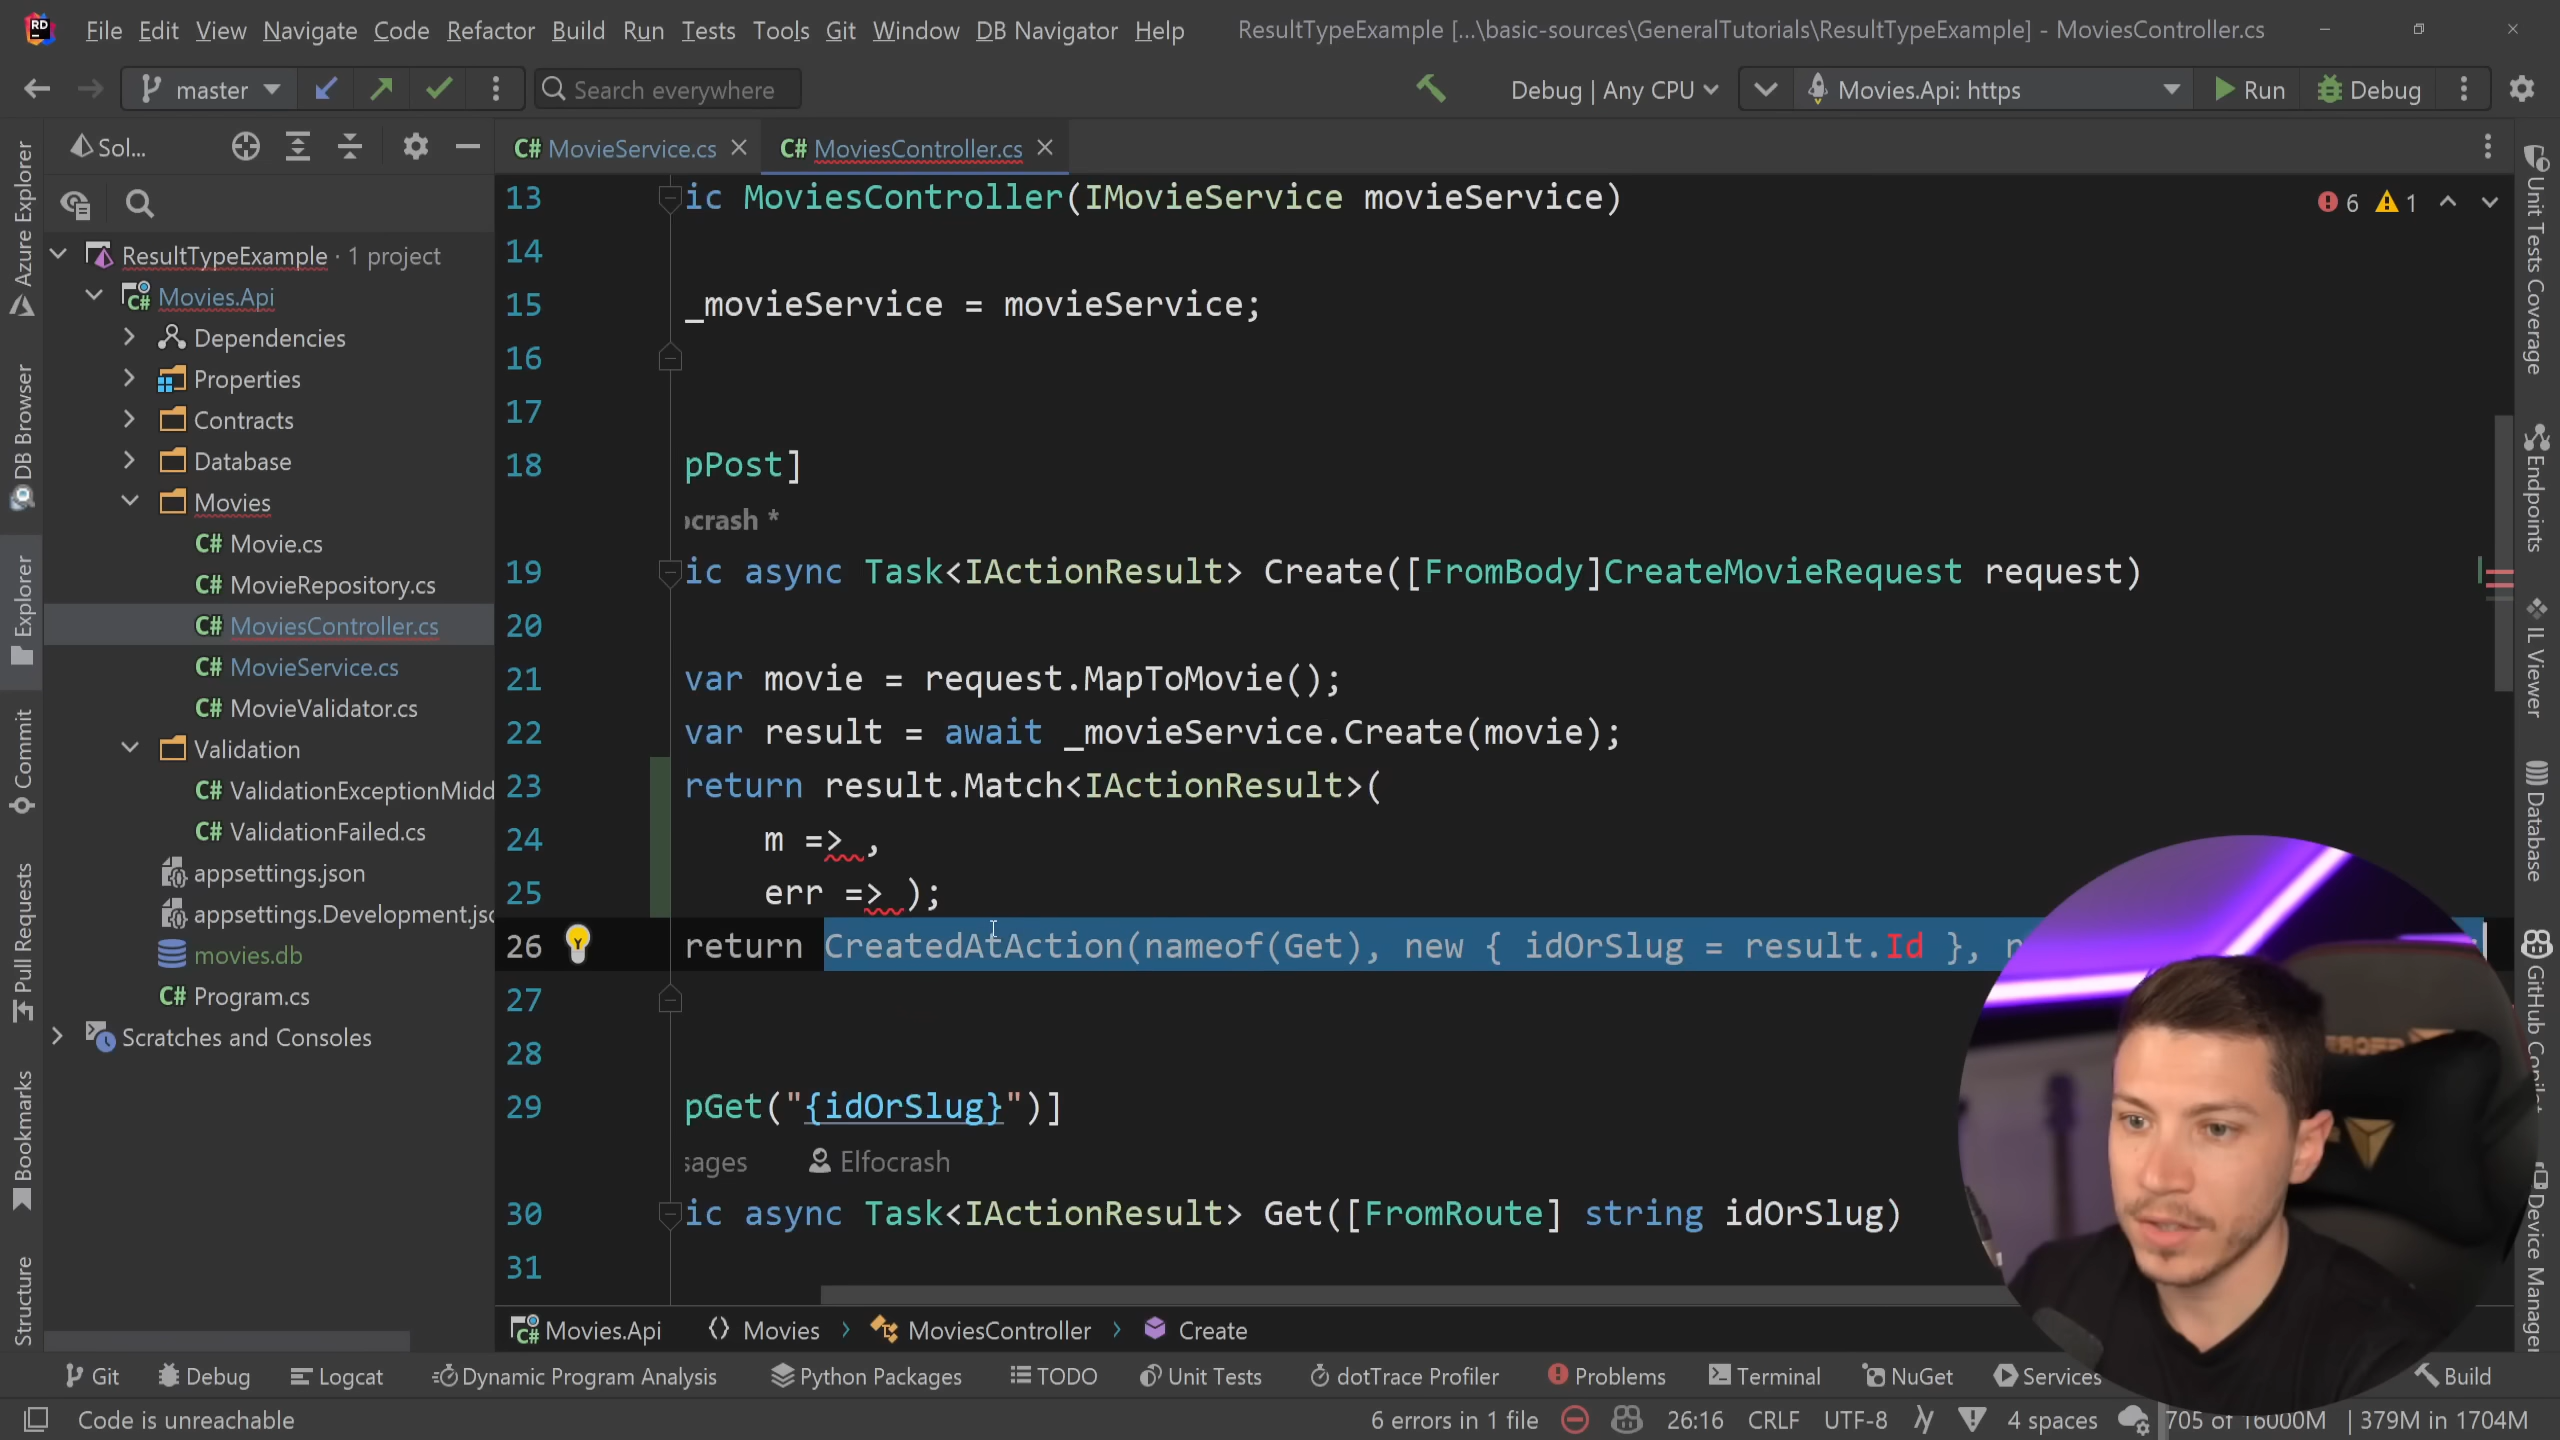 File Edit View Navigate Code Refactor Build Run Tests Tools Git Window DB Navigator Help ResultTypeExample [...\basic-sources\GeneralTutorials\ResultTypeExample] - MoviesController.cs
master Search everywhere Debug | Any CPU Movies.Api: https Run Debug
Sol... MovieService.cs MoviesController.cs
Azure Explorer
DB Browser
Explorer
Commit
Pull Requests
Bookmarks
Structure
ResultTypeExample · 1 project
Movies.Api
Dependencies
Properties
Contracts
Database
Movies
C# Movie.cs
C# MovieRepository.cs
C# MoviesController.cs
C# MovieService.cs
C# MovieValidator.cs
Validation
C# ValidationExceptionMidd
C# ValidationFailed.cs
appsettings.json
appsettings.Development.jsc
movies.db
C# Program.cs
Scratches and Consoles
6 1
13 ic MoviesController(IMovieService movieService)
14
15 _movieService = movieService;
16
17
18 pPost]
ocrash *
19 ic async Task<IActionResult> Create([FromBody]CreateMovieRequest request)
20
21 var movie = request.MapToMovie();
22 var result = await _movieService.Create(movie);
23 return result.Match<IActionResult>(
24 m => ,
25 err => );
26 return CreatedAtAction(nameof(Get), new { idOrSlug = result.Id },
27
28
29 pGet("{idOrSlug}")]
sages Elfocrash
30 ic async Task<IActionResult> Get([FromRoute] string idOrSlug)
31
Unit Tests Coverage
Endpoints
IL Viewer
Database
GitHub Copilot
Device Manager
Movies.Api Movies MoviesController Create
Git Debug Logcat Dynamic Program Analysis Python Packages TODO Unit Tests dotTrace Profiler Problems Terminal NuGet Services Build
Code is unreachable 6 errors in 1 file 26:16 CRLF UTF-8 4 spaces 705 of 16000M 379M in 1704M